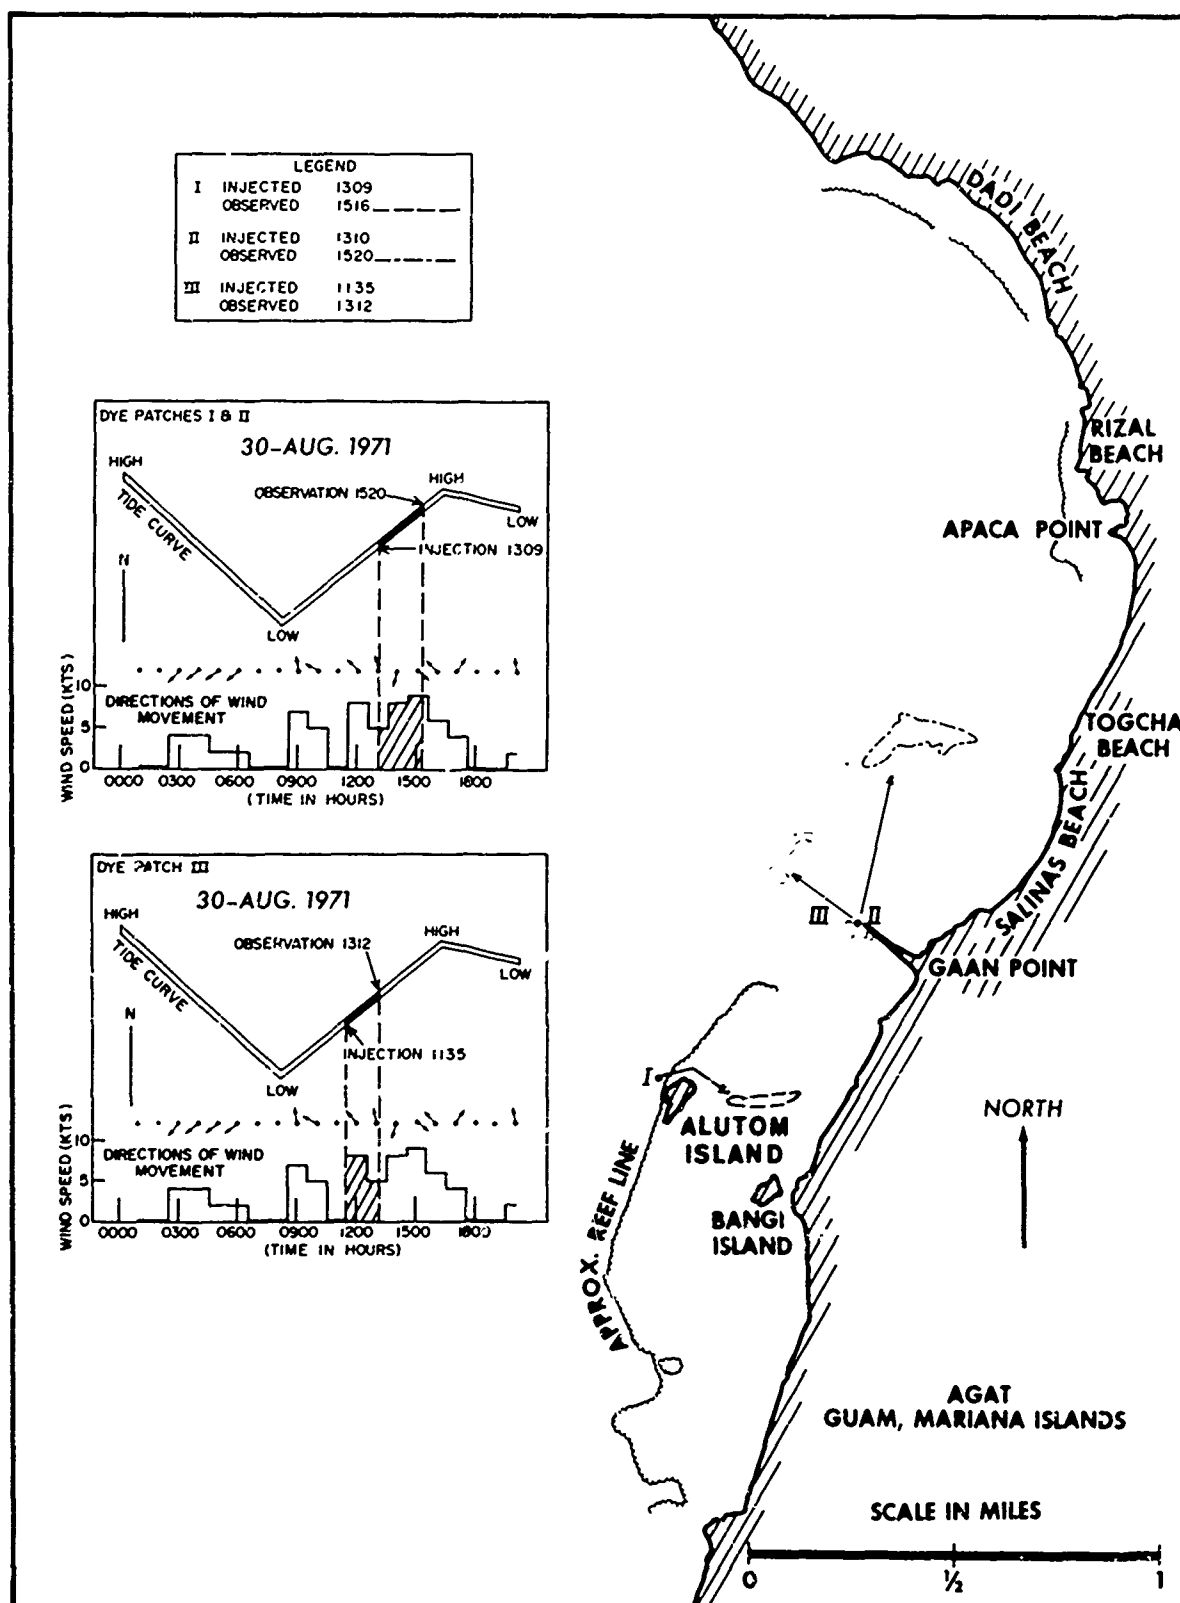 LEGEND
I INJECTED 1309
OBSERVED 1516
II INJECTED 1310
OBSERVED 1520
III INJECTED 1135
OBSERVED 1312
DYE PATCHES I & II
30-AUG. 1971
HIGH
HIGH
OBSERVATION 1520
TIDE CURVE
LOW
INJECTION 1309
N
LOW
WIND SPEED (KTS)
10
5
0
DIRECTIONS OF WIND
MOVEMENT
0000 0300 0600 0900 1200 1500 1800
(TIME IN HOURS)
DYE PATCH III
30-AUG. 1971
HIGH
HIGH
OBSERVATION 1312
TIDE CURVE
LOW
N
INJECTION 1135
LOW
WIND SPEED (KTS)
10
5
0
DIRECTIONS OF WIND
MOVEMENT
0000 0300 0600 0900 1200 1500 1800
(TIME IN HOURS)
DADI BEACH
RIZAL
BEACH
APACA POINT
TOGCHA
BEACH
SALINAS BEACH
III II
GAAN POINT
I
ALUTOM
ISLAND
NORTH
BANGI
ISLAND
APPROX. REEF LINE
AGAT
GUAM, MARIANA ISLANDS
SCALE IN MILES
0 ½ 1